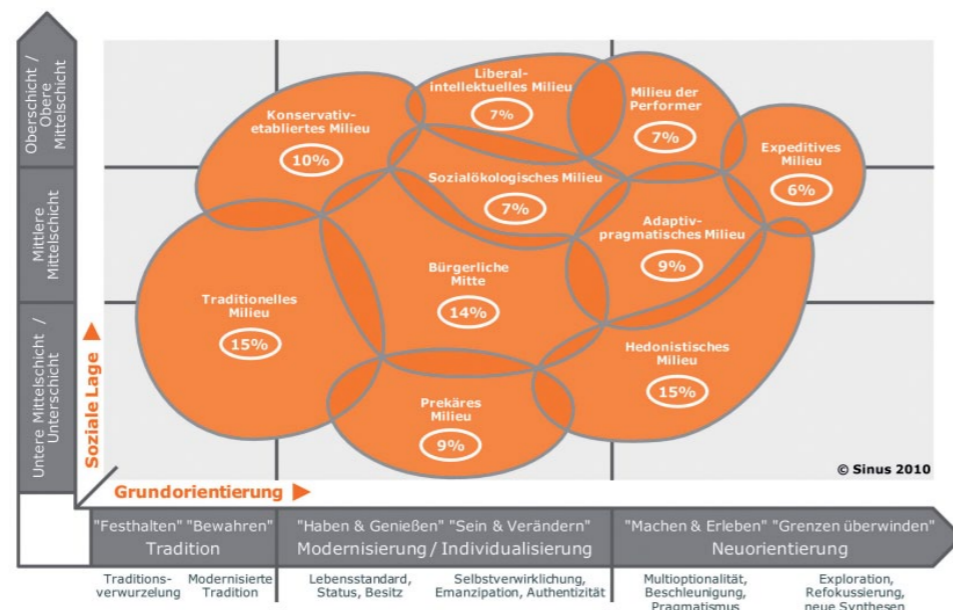 Oberschicht /
Obere
Mittelschicht
Mittlere
Mittelschicht
Untere Mittelschicht /
Unterschicht
Soziale Lage
Konservativ-
etabliertes Milieu
10%
Liberal-
intellektuelles Milieu
7%
Milieu der
Performer
7%
Expeditives
Milieu
6%
Sozialökologisches Milieu
7%
Adaptiv-
pragmatisches Milieu
9%
Traditionelles
Milieu
15%
Bürgerliche
Mitte
14%
Hedonistisches
Milieu
15%
Prekäres
Milieu
9%
© Sinus 2010
Grundorientierung
"Festhalten" "Bewahren"
Tradition
"Haben & Genießen" "Sein & Verändern"
Modernisierung / Individualisierung
"Machen & Erleben" "Grenzen überwinden"
Neuorientierung
Traditions-
verwurzelung
Modernisierte
Tradition
Lebensstandard,
Status, Besitz
Selbstverwirklichung,
Emanzipation, Authentizität
Multioptionalität,
Beschleunigung,
Pragmatismus
Exploration,
Refokussierung,
neue Synthesen